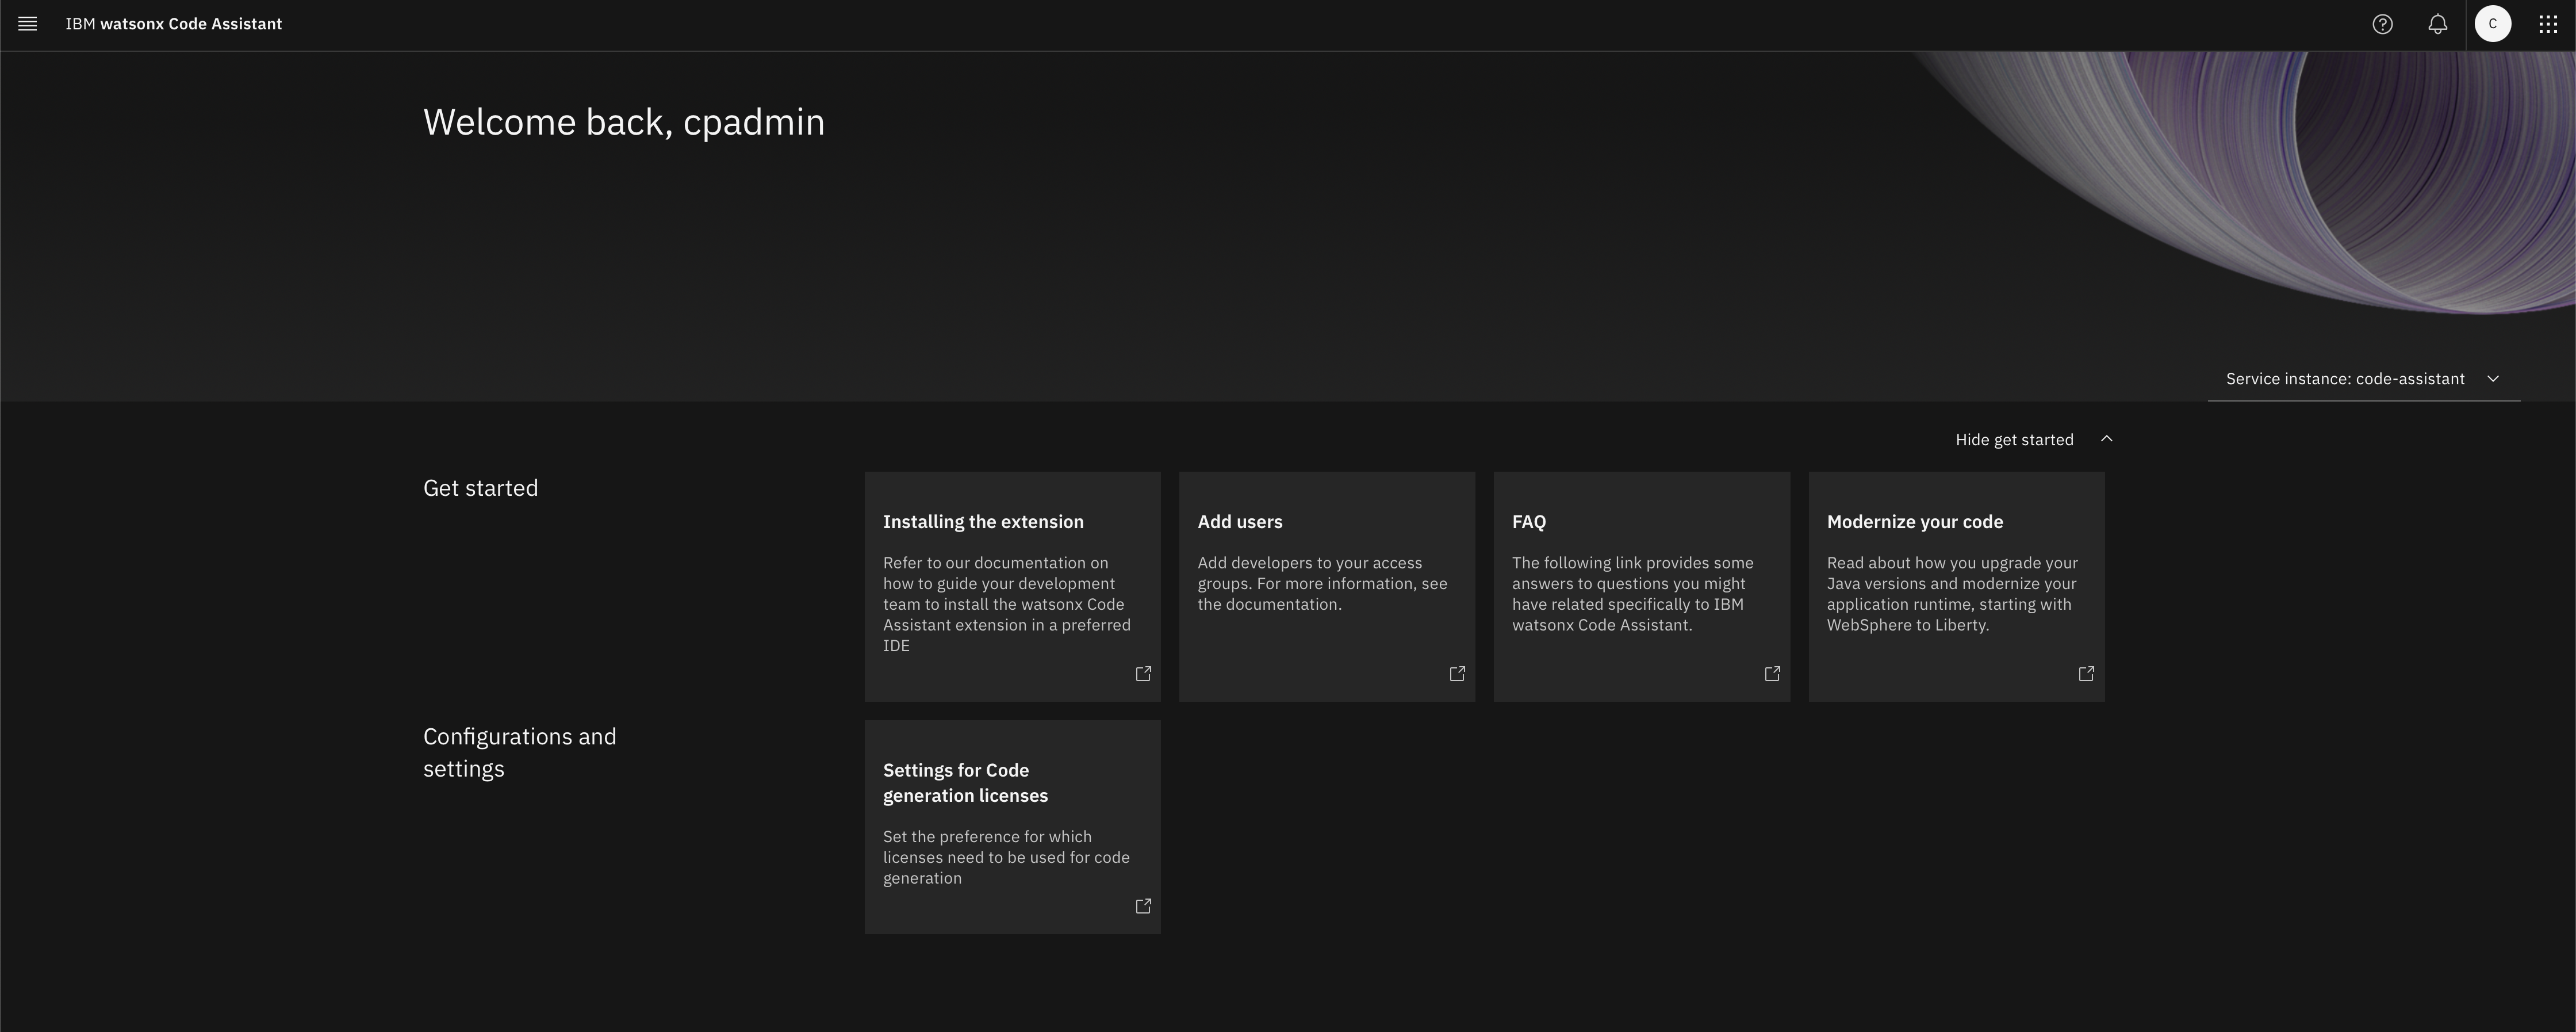 IBM watsonx Code Assistant
C
Welcome back, cpadmin
Service instance: code-assistant
Hide get started
Get started
Installing the extension
Refer to our documentation on
how to guide your development
team to install the watsonx Code
Assistant extension in a preferred
IDE
Add users
Add developers to your access
groups. For more information, see
the documentation.
FAQ
The following link provides some
answers to questions you might
have related specifically to IBM
watsonx Code Assistant.
Modernize your code
Read about how you upgrade your
Java versions and modernize your
application runtime, starting with
WebSphere to Liberty.
Configurations and
settings
Settings for Code
generation licenses
Set the preference for which
licenses need to be used for code
generation